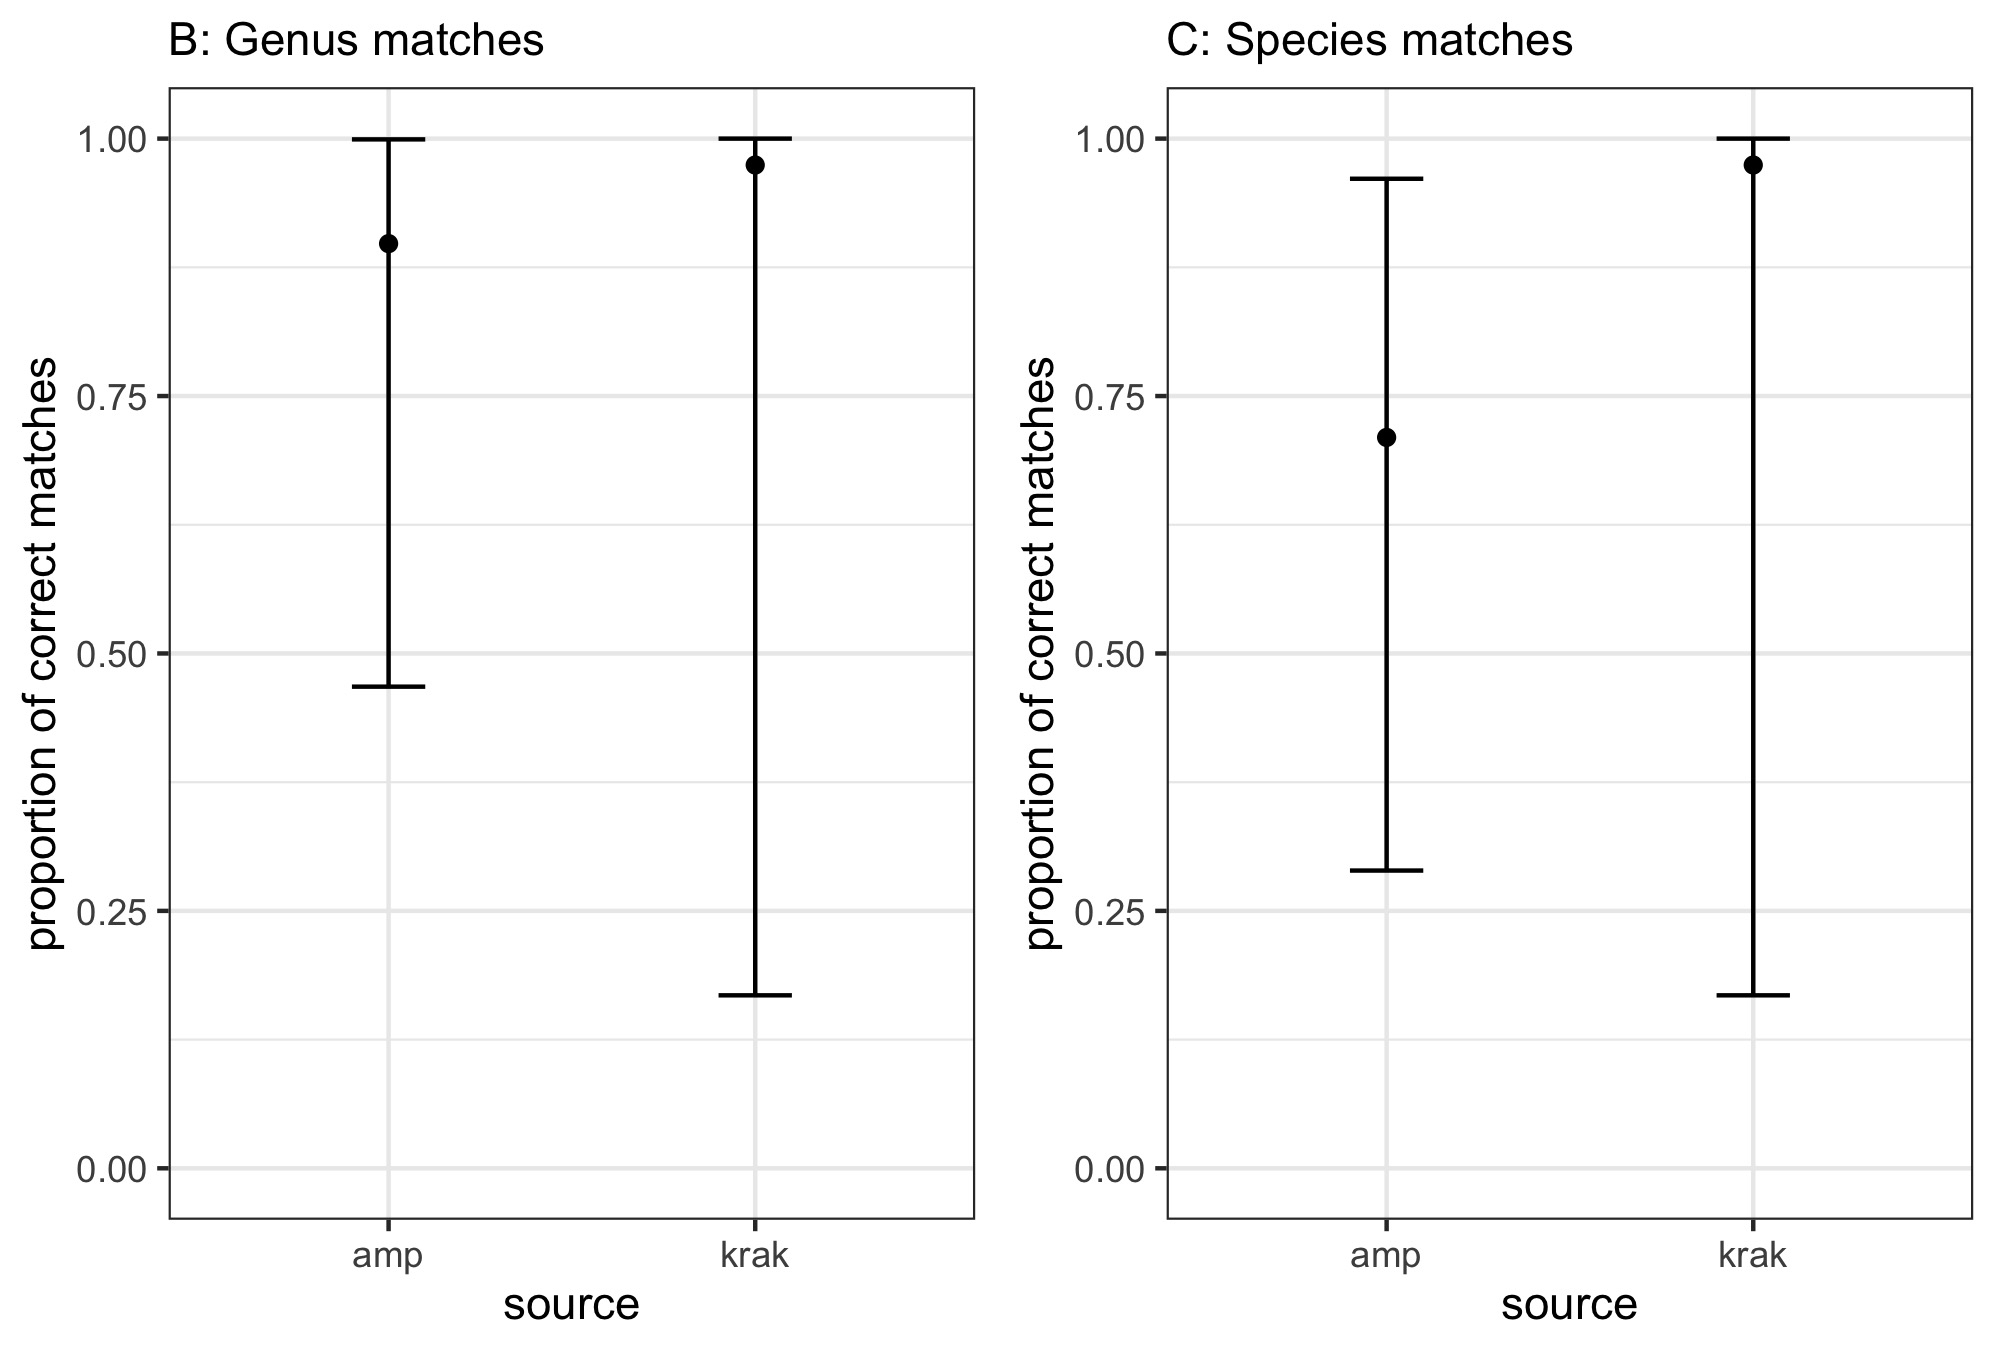 B: Genus matches
proportion of correct matches
1.00
0.75
0.50
0.25
0.00
amp krak
source
C: Species matches
proportion of correct matches
1.00
0.75
0.50
0.25
0.00
amp krak
source